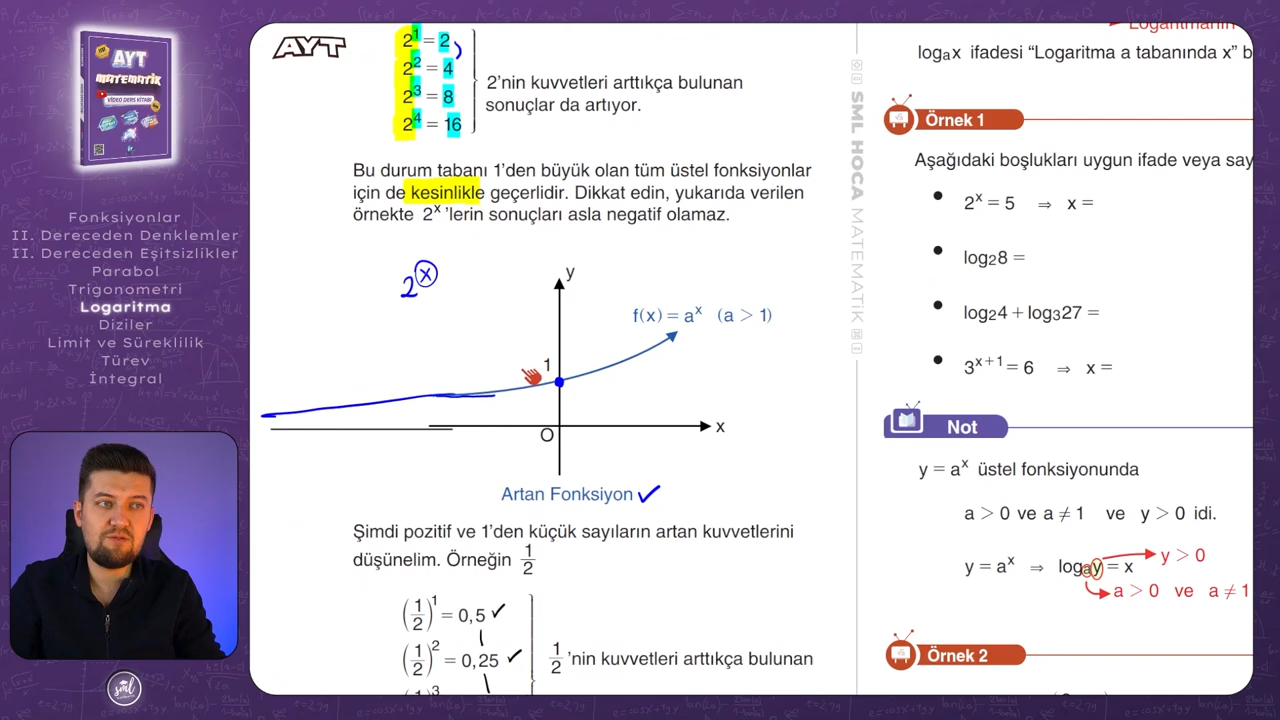 AYT
MATEMATİK
VİDEO DERS KİTABI
Fonksiyonlar
II. Dereceden Denklemler
II. Dereceden Eşitsizlikler
Parabol
Trigonometri
Logaritma
Diziler
Limit ve Süreklilik
Türev
İntegral
sml
AYT
2¹ = 2
2² = 4
2³ = 8
2⁴ = 16
2'nin kuvvetleri arttıkça bulunan
sonuçlar da artıyor.
Bu durum tabanı 1'den büyük olan tüm üstel fonksiyonlar
için de kesinlikle geçerlidir. Dikkat edin, yukarıda verilen
örnekte 2ˣ'lerin sonuçları asla negatif olamaz.
2ˣ
y
f(x) = aˣ (a > 1)
1
O
x
Artan Fonksiyon
Şimdi pozitif ve 1'den küçük sayıların artan kuvvetlerini
düşünelim. Örneğin 1/2
(1/2)¹ = 0,5
(1/2)² = 0,25
1/2'nin kuvvetleri arttıkça bulunan
SML HOCA MATEMATİK
Logaritmanın
logₐx ifadesi “Logaritma a tabanında x” b
Örnek 1
Aşağıdaki boşlukları uygun ifade veya say
• 2ˣ = 5 ⇒ x =
• log₂8 =
• log₂4 + log₃27 =
• 3ˣ⁺¹ = 6 ⇒ x =
Not
y = aˣ üstel fonksiyonunda
a > 0 ve a ≠ 1 ve y > 0 idi.
y = aˣ ⇒ logₐy = x
y > 0
a > 0 ve a ≠ 1
Örnek 2